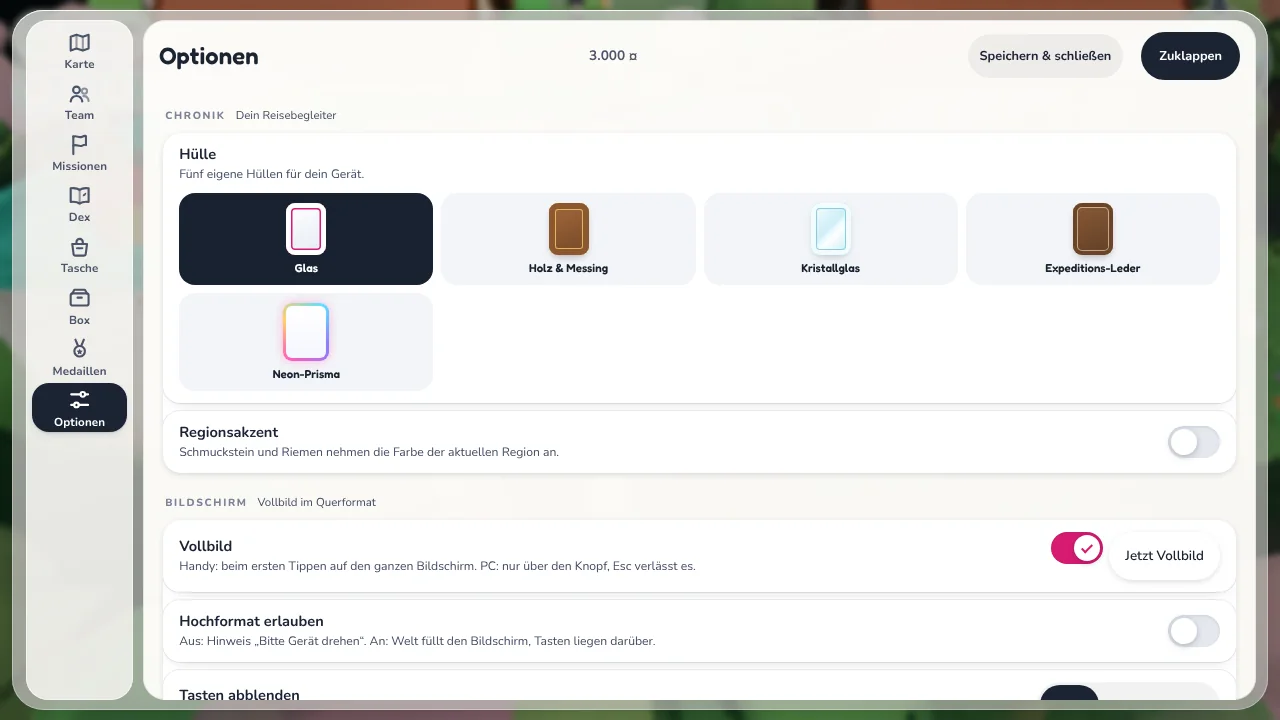 Karte
Team
Missionen
Dex
Tasche
Box
Medaillen
Optionen
Optionen
3.000 ¤
Speichern & schließen
Zuklappen
CHRONIK Dein Reisebegleiter
Hülle
Fünf eigene Hüllen für dein Gerät.
Glas
Holz & Messing
Kristallglas
Expeditions-Leder
Neon-Prisma
Regionsakzent
Schmuckstein und Riemen nehmen die Farbe der aktuellen Region an.
BILDSCHIRM Vollbild im Querformat
Vollbild
Handy: beim ersten Tippen auf den ganzen Bildschirm. PC: nur über den Knopf, Esc verlässt es.
Jetzt Vollbild
Hochformat erlauben
Aus: Hinweis „Bitte Gerät drehen“. An: Welt füllt den Bildschirm, Tasten liegen darüber.
Tasten abblenden